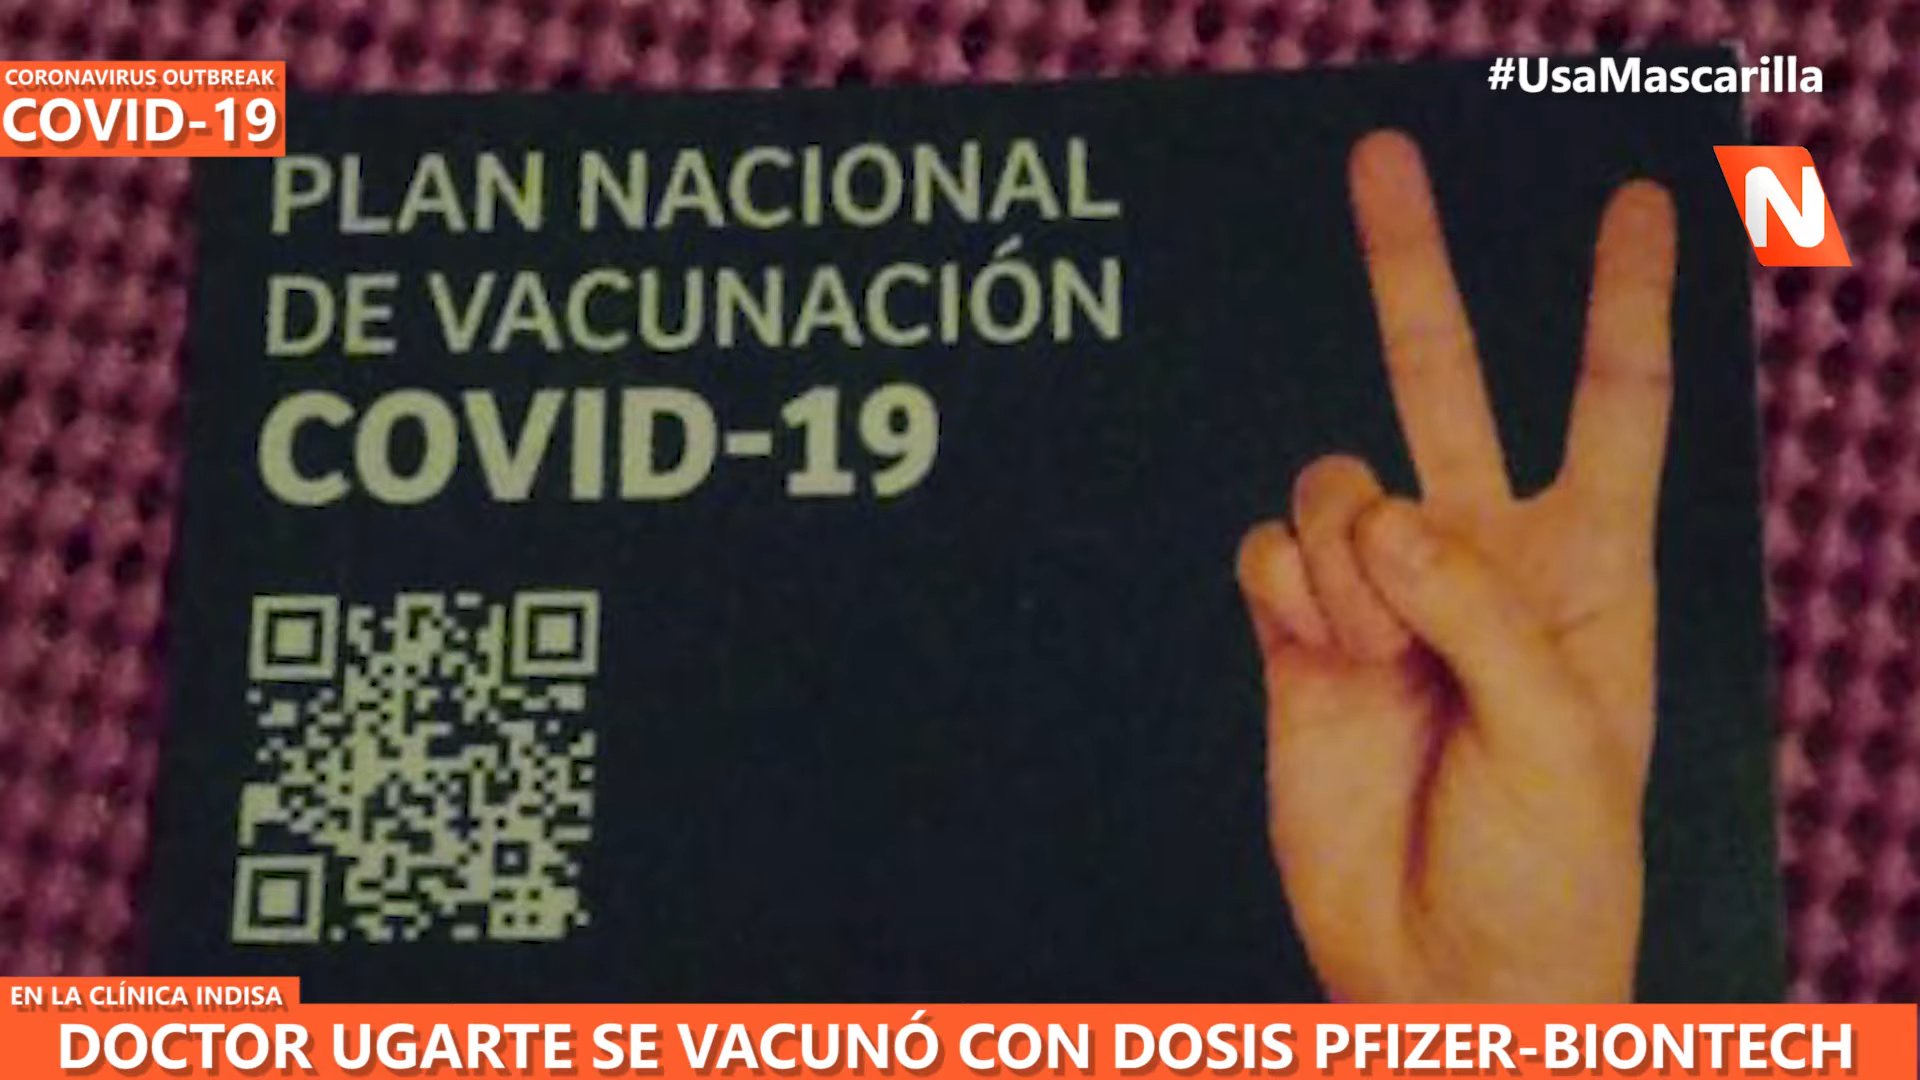 CORONAVIRUS OUTBREAK
COVID-19
#UsaMascarilla
N
PLAN NACIONAL
DE VACUNACIÓN
COVID-19
EN LA CLÍNICA INDISA
DOCTOR UGARTE SE VACUNÓ CON DOSIS PFIZER-BIONTECH